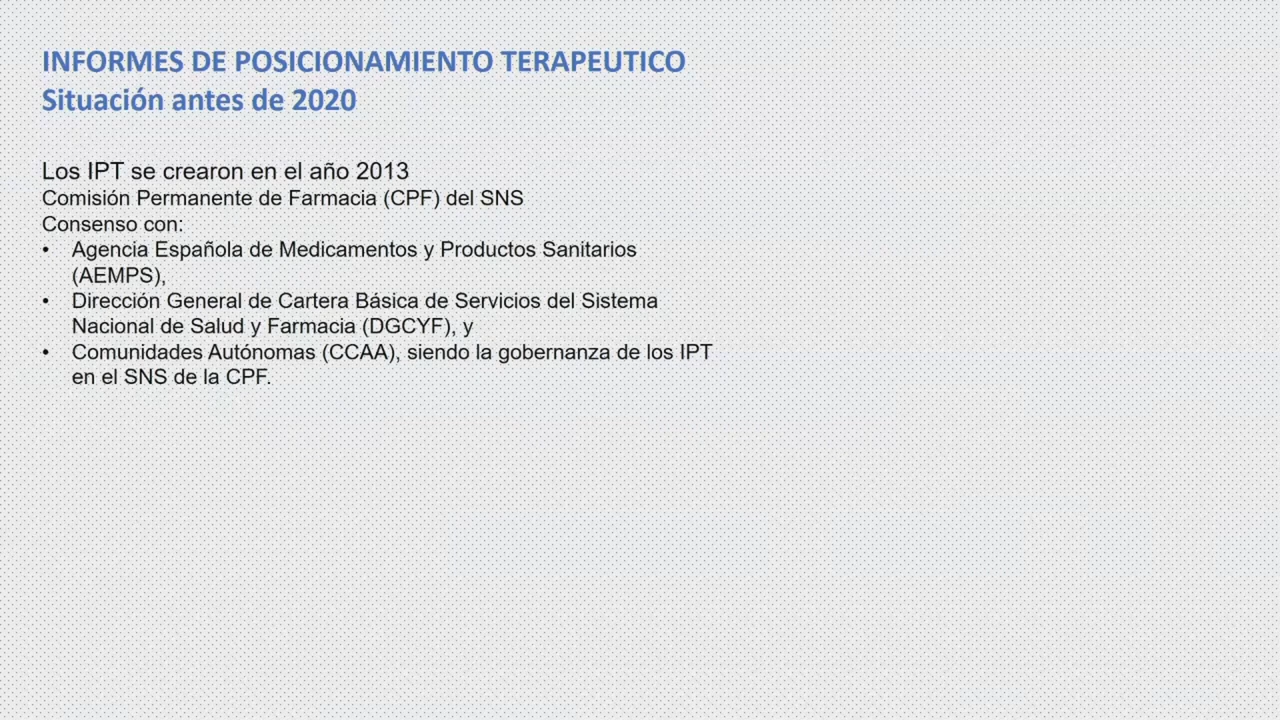 INFORMES DE POSICIONAMIENTO TERAPEUTICO
Situación antes de 2020
Los IPT se crearon en el año 2013
Comisión Permanente de Farmacia (CPF) del SNS
Consenso con:
• Agencia Española de Medicamentos y Productos Sanitarios
(AEMPS),
• Dirección General de Cartera Básica de Servicios del Sistema
Nacional de Salud y Farmacia (DGCYF), y
• Comunidades Autónomas (CCAA), siendo la gobernanza de los IPT
en el SNS de la CPF.